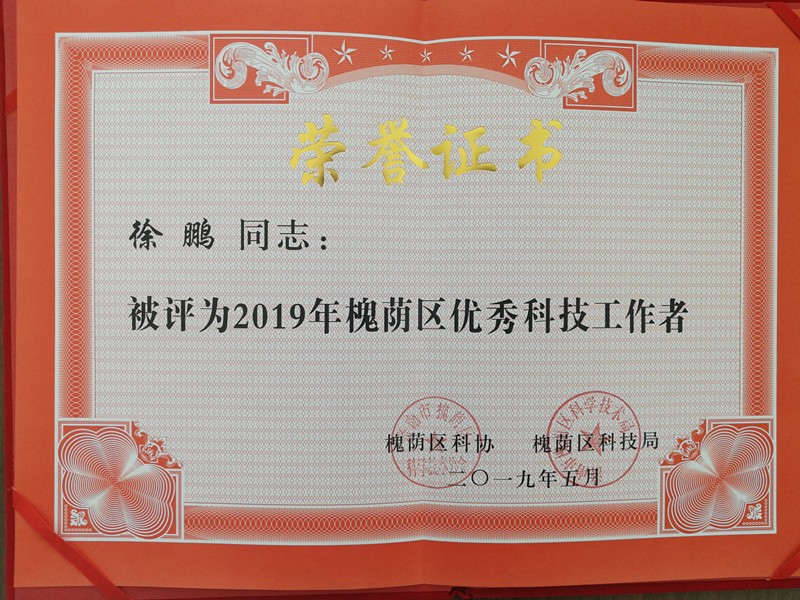 荣誉证书
徐鹏 同志：
被评为2019年槐荫区优秀科技工作者
槐荫区科协 槐荫区科技局
二〇一九年五月